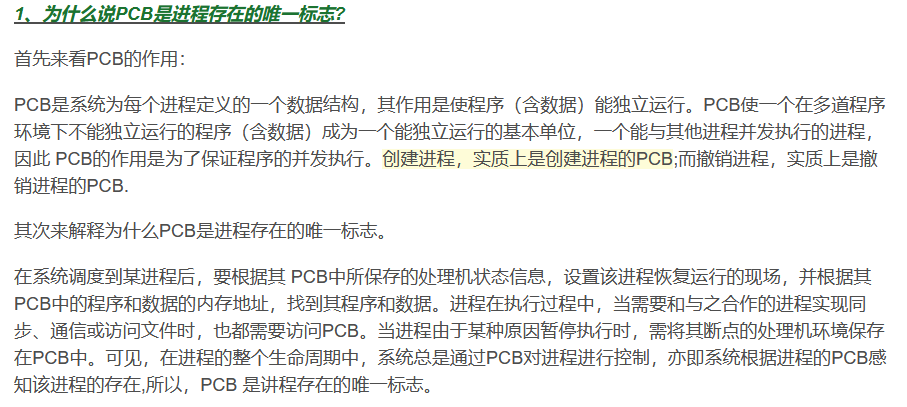 1、为什么说PCB是进程存在的唯一标志?
首先来看PCB的作用：
PCB是系统为每个进程定义的一个数据结构，其作用是使程序（含数据）能独立运行。PCB使一个在多道程序
环境下不能独立运行的程序（含数据）成为一个能独立运行的基本单位，一个能与其他进程并发执行的进程，
因此 PCB的作用是为了保证程序的并发执行。创建进程，实质上是创建进程的PCB;而撤销进程，实质上是撤
销进程的PCB.
其次来解释为什么PCB是进程存在的唯一标志。
在系统调度到某进程后，要根据其 PCB中所保存的处理机状态信息，设置该进程恢复运行的现场，并根据其
PCB中的程序和数据的内存地址，找到其程序和数据。进程在执行过程中，当需要和与之合作的进程实现同
步、通信或访问文件时，也都需要访问PCB。当进程由于某种原因暂停执行时，需将其断点的处理机环境保存
在PCB中。可见，在进程的整个生命周期中，系统总是通过PCB对进程进行控制，亦即系统根据进程的PCB感
知该进程的存在,所以，PCB 是讲程存在的唯一标志。